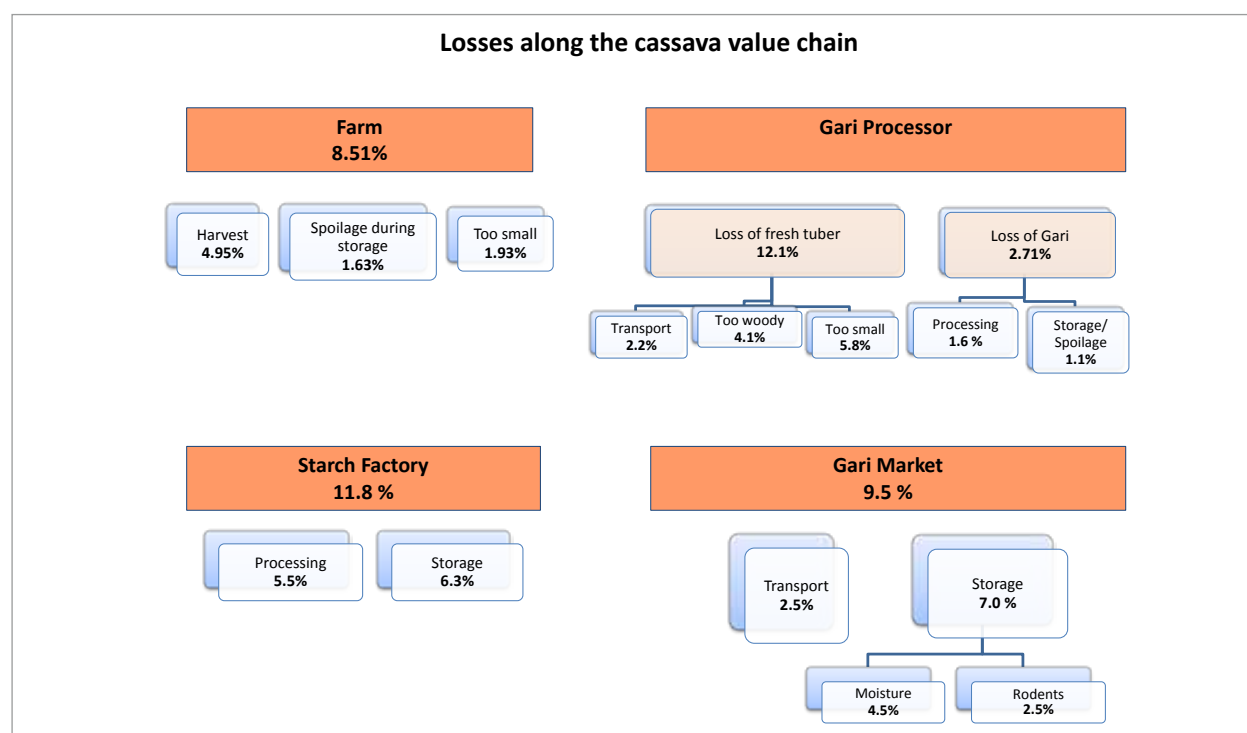 Losses along the cassava value chain
Farm
8.51%
Harvest
4.95%
Spoilage during
storage
1.63%
Too small
1.93%
Gari Processor
Loss of fresh tuber
12.1%
Transport
2.2%
Too woody
4.1%
Too small
5.8%
Loss of Gari
2.71%
Processing
1.6 %
Storage/
Spoilage
1.1%
Starch Factory
11.8 %
Processing
5.5%
Storage
6.3%
Gari Market
9.5 %
Transport
2.5%
Storage
7.0 %
Moisture
4.5%
Rodents
2.5%